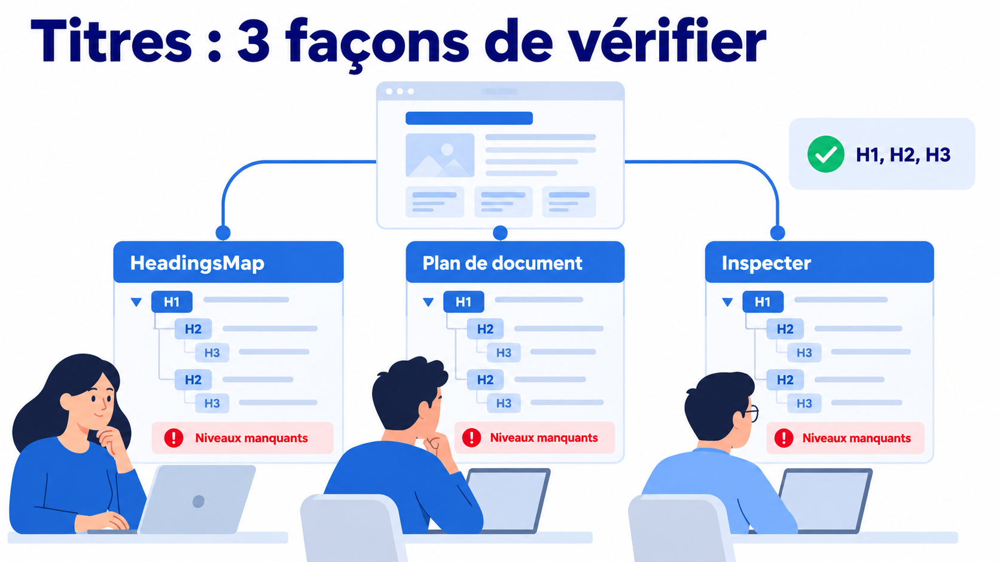 Titres : 3 façons de vérifier
H1, H2, H3
HeadingsMap
H1
H2
H3
H2
H3
Niveaux manquants
Plan de document
H1
H2
H3
H2
H3
Niveaux manquants
Inspecter
H1
H2
H3
H2
H3
Niveaux manquants